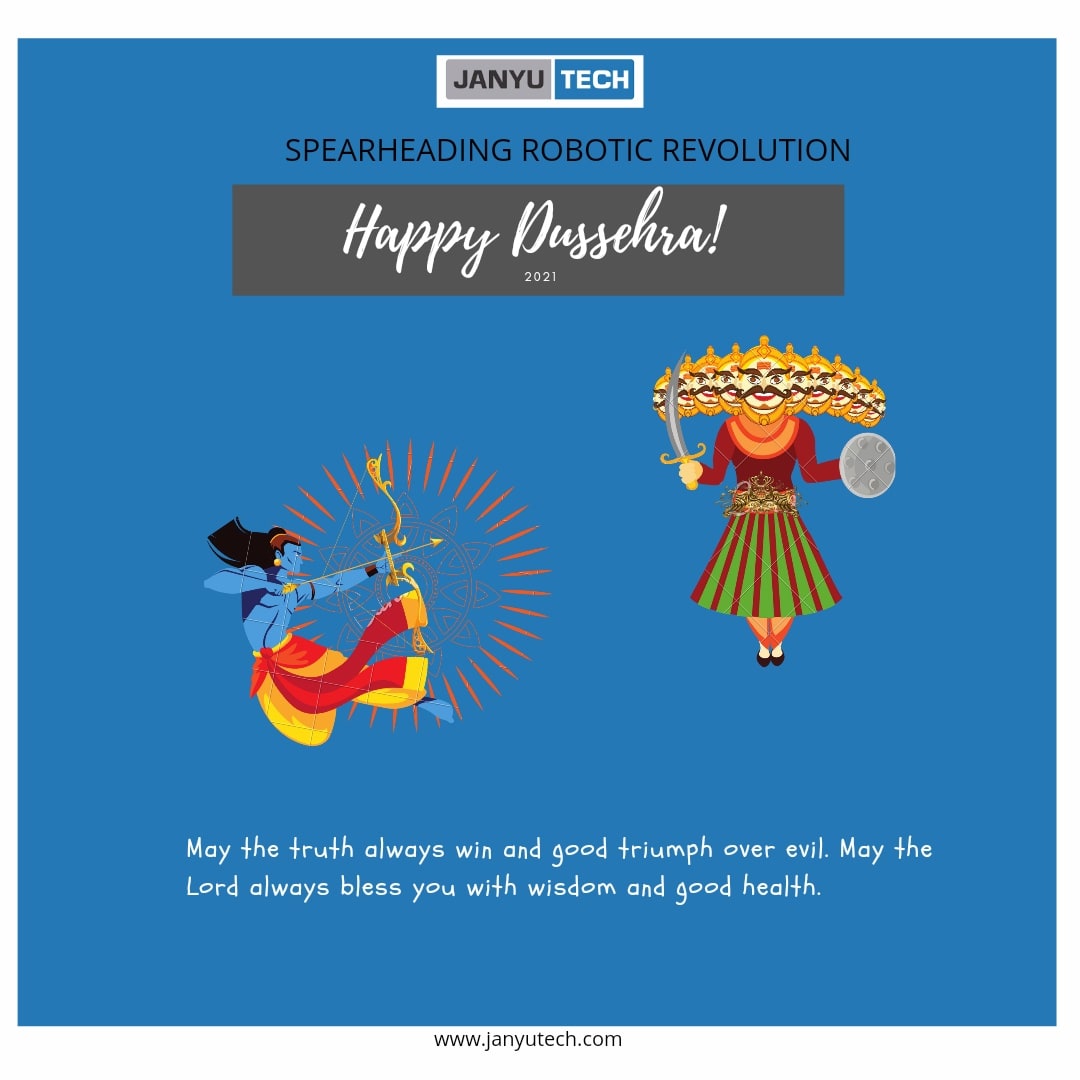 JANYU TECH
SPEARHEADING ROBOTIC REVOLUTION
Happy Dussehra!
2021
May the truth always win and good triumph over evil. May the
Lord always bless you with wisdom and good health.
www.janyutech.com